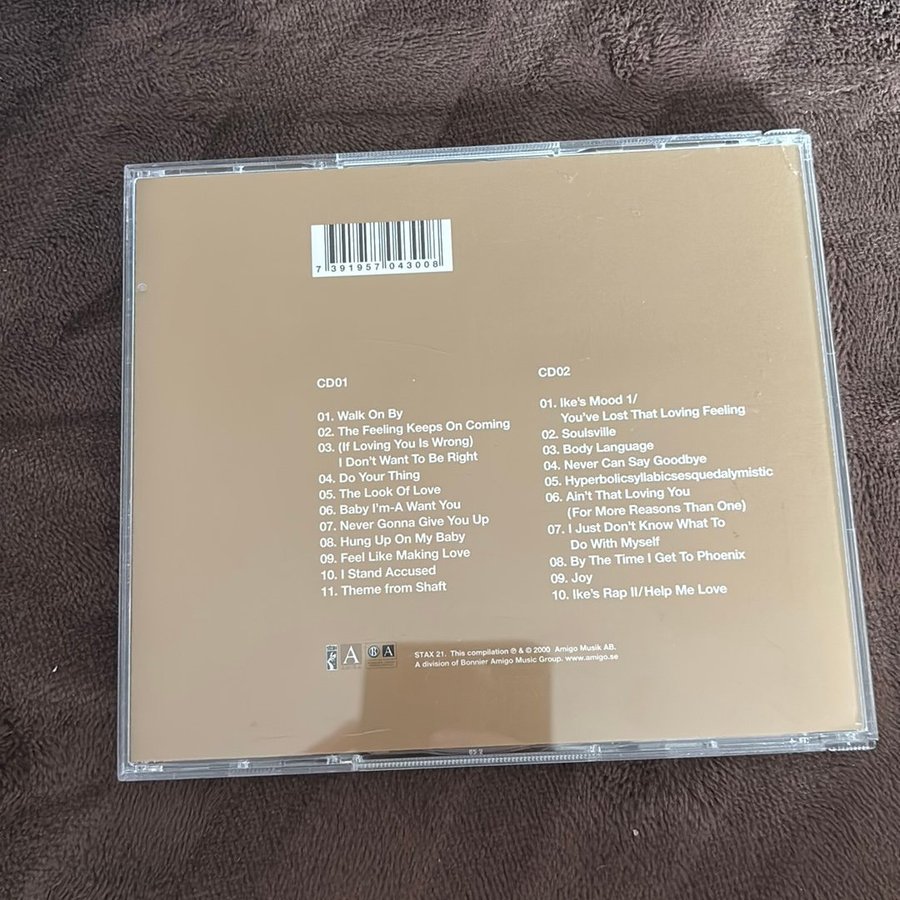 7 391957 043008
CD01
01. Walk On By
02. The Feeling Keeps On Coming
03. (If Loving You Is Wrong)
I Don't Want To Be Right
04. Do Your Thing
05. The Look Of Love
06. Baby I'm-A Want You
07. Never Gonna Give You Up
08. Hung Up On My Baby
09. Feel Like Making Love
10. I Stand Accused
11. Theme from Shaft
CD02
01. Ike's Mood 1/
You've Lost That Loving Feeling
02. Soulsville
03. Body Language
04. Never Can Say Goodbye
05. Hyperbolicsyllabicsesquedalymistic
06. Ain't That Loving You
(For More Reasons Than One)
07. I Just Don't Know What To
Do With Myself
08. By The Time I Get To Phoenix
09. Joy
10. Ike's Rap II/Help Me Love
A
B A
STAX 21. This compilation ℗ & © 2000 Amigo Musik AB.
A division of Bonnier Amigo Music Group. www.amigo.se